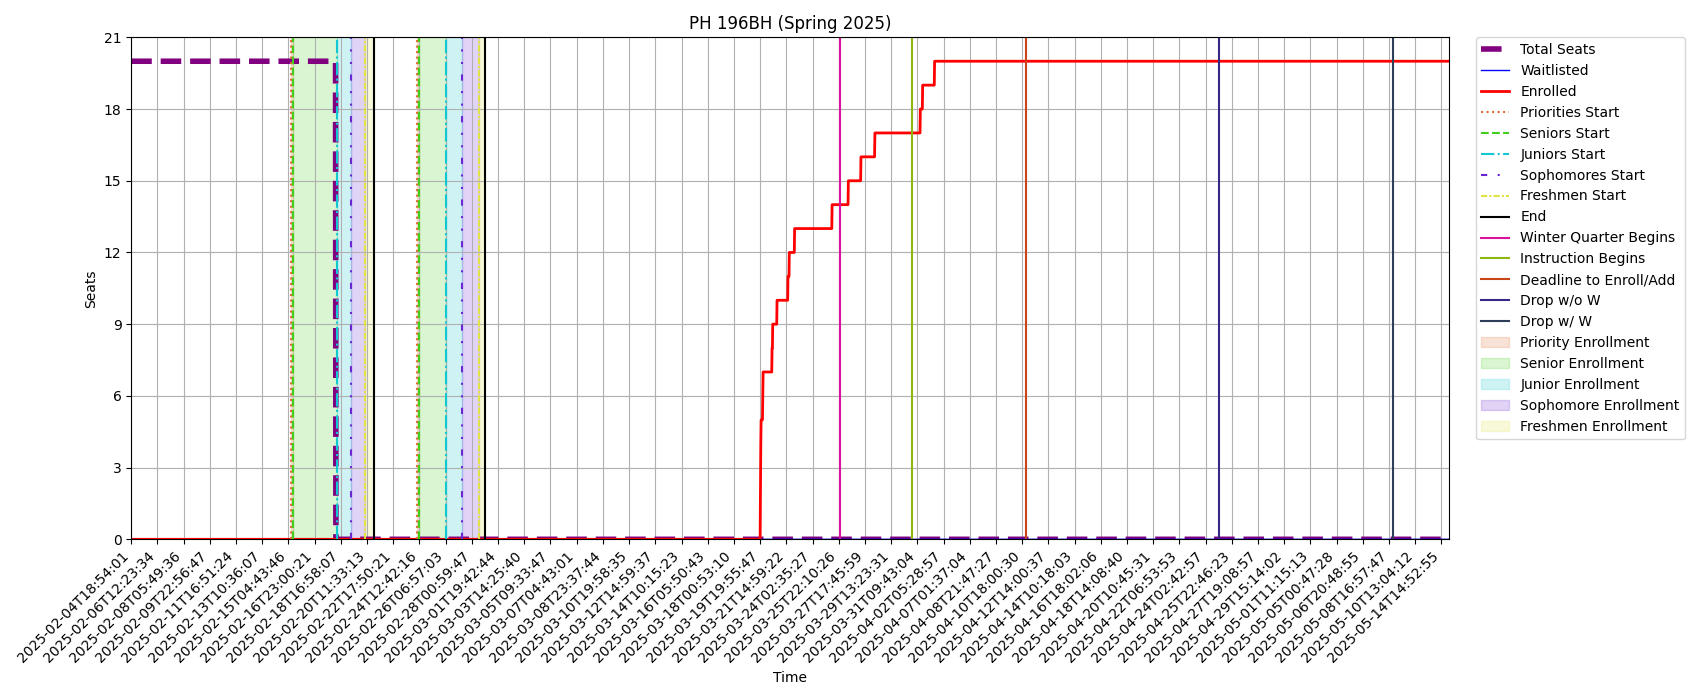 PH 196BH (Spring 2025)
21
18
15
12
9
6
3
0
Seats
2025-02-04T18:54:01
2025-02-06T12:23:34
2025-02-08T05:49:36
2025-02-09T22:56:47
2025-02-11T16:51:24
2025-02-13T10:36:07
2025-02-15T04:43:46
2025-02-16T23:00:21
2025-02-18T16:58:07
2025-02-20T11:33:13
2025-02-22T17:50:21
2025-02-24T12:42:16
2025-02-26T06:57:03
2025-02-28T00:59:47
2025-03-01T19:42:44
2025-03-03T14:25:40
2025-03-05T09:33:47
2025-03-07T04:43:01
2025-03-08T23:37:44
2025-03-10T19:58:35
2025-03-12T14:59:37
2025-03-14T10:15:23
2025-03-16T05:50:43
2025-03-18T00:53:10
2025-03-19T19:55:47
2025-03-21T14:59:22
2025-03-24T02:35:27
2025-03-25T22:10:26
2025-03-27T17:45:59
2025-03-29T13:23:31
2025-03-31T09:43:04
2025-04-02T05:28:57
2025-04-07T01:37:04
2025-04-08T21:47:27
2025-04-10T18:00:30
2025-04-12T14:00:37
2025-04-14T10:18:03
2025-04-16T18:02:06
2025-04-18T14:08:40
2025-04-20T10:45:31
2025-04-22T06:53:53
2025-04-24T02:42:57
2025-04-25T22:46:23
2025-04-27T19:08:57
2025-04-29T15:14:02
2025-05-01T11:15:13
2025-05-05T00:47:28
2025-05-06T20:48:55
2025-05-08T16:57:47
2025-05-10T13:04:12
2025-05-14T14:52:55
Time
Total Seats
Waitlisted
Enrolled
Priorities Start
Seniors Start
Juniors Start
Sophomores Start
Freshmen Start
End
Winter Quarter Begins
Instruction Begins
Deadline to Enroll/Add
Drop w/o W
Drop w/ W
Priority Enrollment
Senior Enrollment
Junior Enrollment
Sophomore Enrollment
Freshmen Enrollment